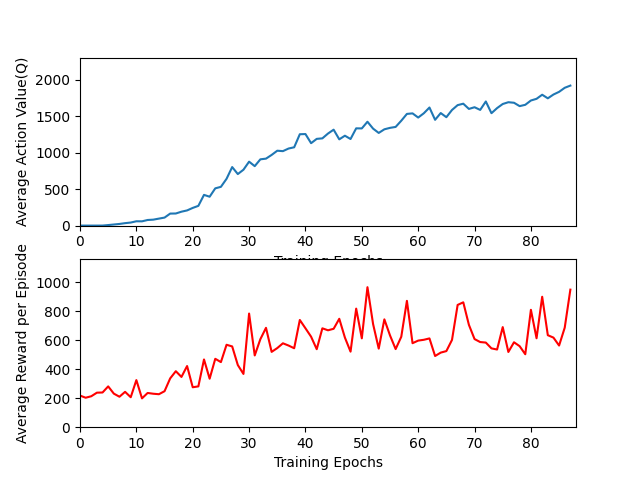 Average Action Value(Q)
2000
1500
1000
500
0
0 10 20 30 40 50 60 70 80
Training Epochs
Average Reward per Episode
1000
800
600
400
200
0
0 10 20 30 40 50 60 70 80
Training Epochs